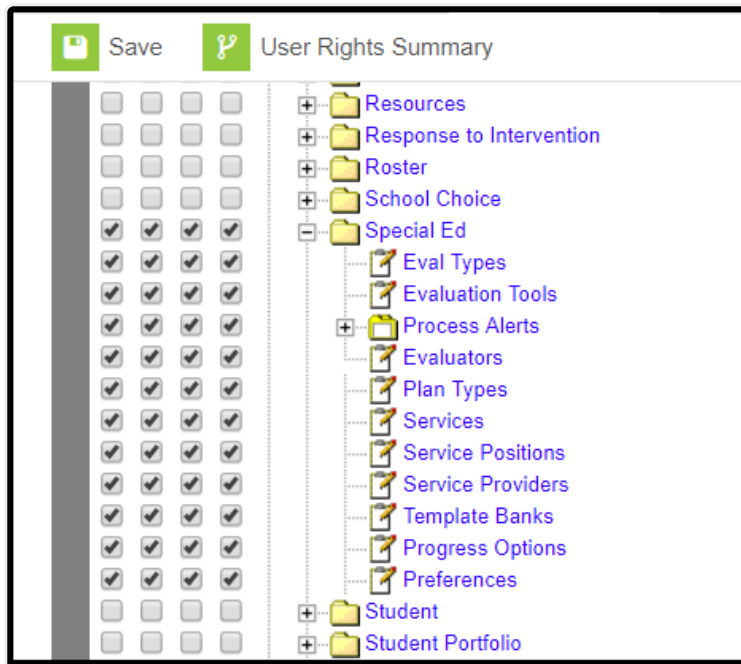 Save User Rights Summary
Resources
Response to Intervention
Roster
School Choice
Special Ed
Eval Types
Evaluation Tools
Process Alerts
Evaluators
Plan Types
Services
Service Positions
Service Providers
Template Banks
Progress Options
Preferences
Student
Student Portfolio